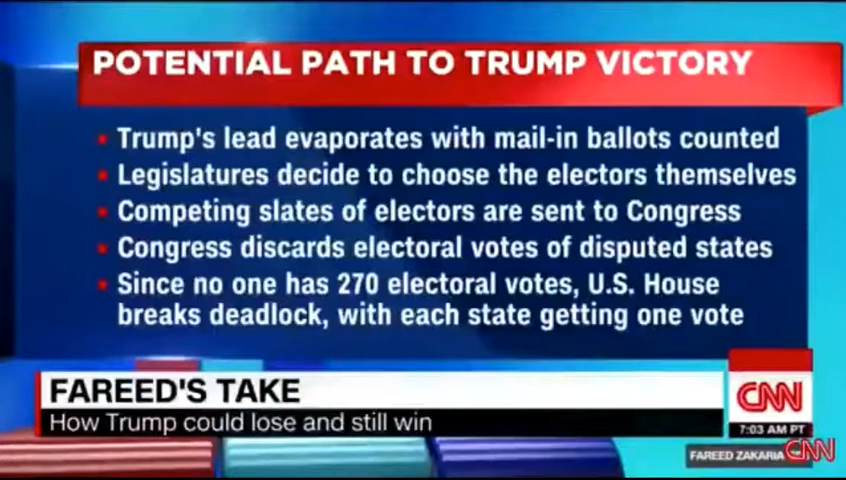 POTENTIAL PATH TO TRUMP VICTORY
Trump's lead evaporates with mail-in ballots counted
Legislatures decide to choose the electors themselves
Competing slates of electors are sent to Congress
Congress discards electoral votes of disputed states
Since no one has 270 electoral votes, U.S. House
breaks deadlock, with each state getting one vote
FAREED'S TAKE
How Trump could lose and still win
CNN
7:03 AM PT
FAREED ZAKARIA
CNN